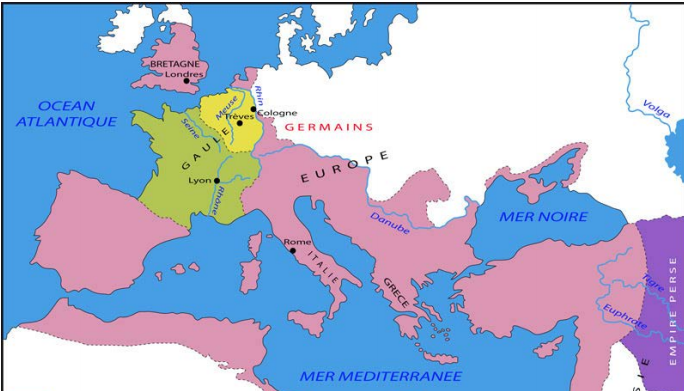 BRETAGNE
Londres
OCEAN
ATLANTIQUE
Meuse
Rhin
Cologne
Trèves
Seine
GAULE
GERMAINS
EUROPE
Volga
Lyon
Rhône
Danube
MER NOIRE
Rome
ITALIE
GRECE
Tigre
Euphrate
EMPIRE PERSE
SIE
MER MEDITERRANEE